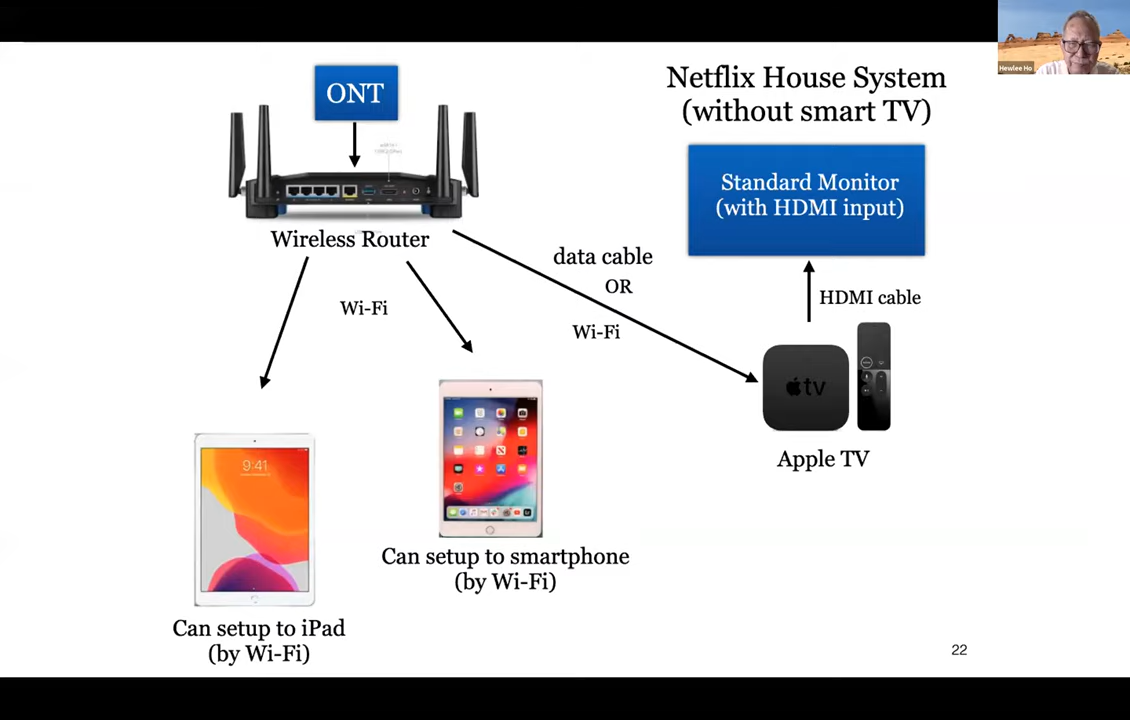 Hewlee Ho
ONT
Netflix House System
(without smart TV)
Standard Monitor
(with HDMI input)
Wireless Router
data cable
OR
Wi-Fi
HDMI cable
Wi-Fi
tv
Apple TV
9:41
Can setup to smartphone
(by Wi-Fi)
Can setup to iPad
(by Wi-Fi)
22